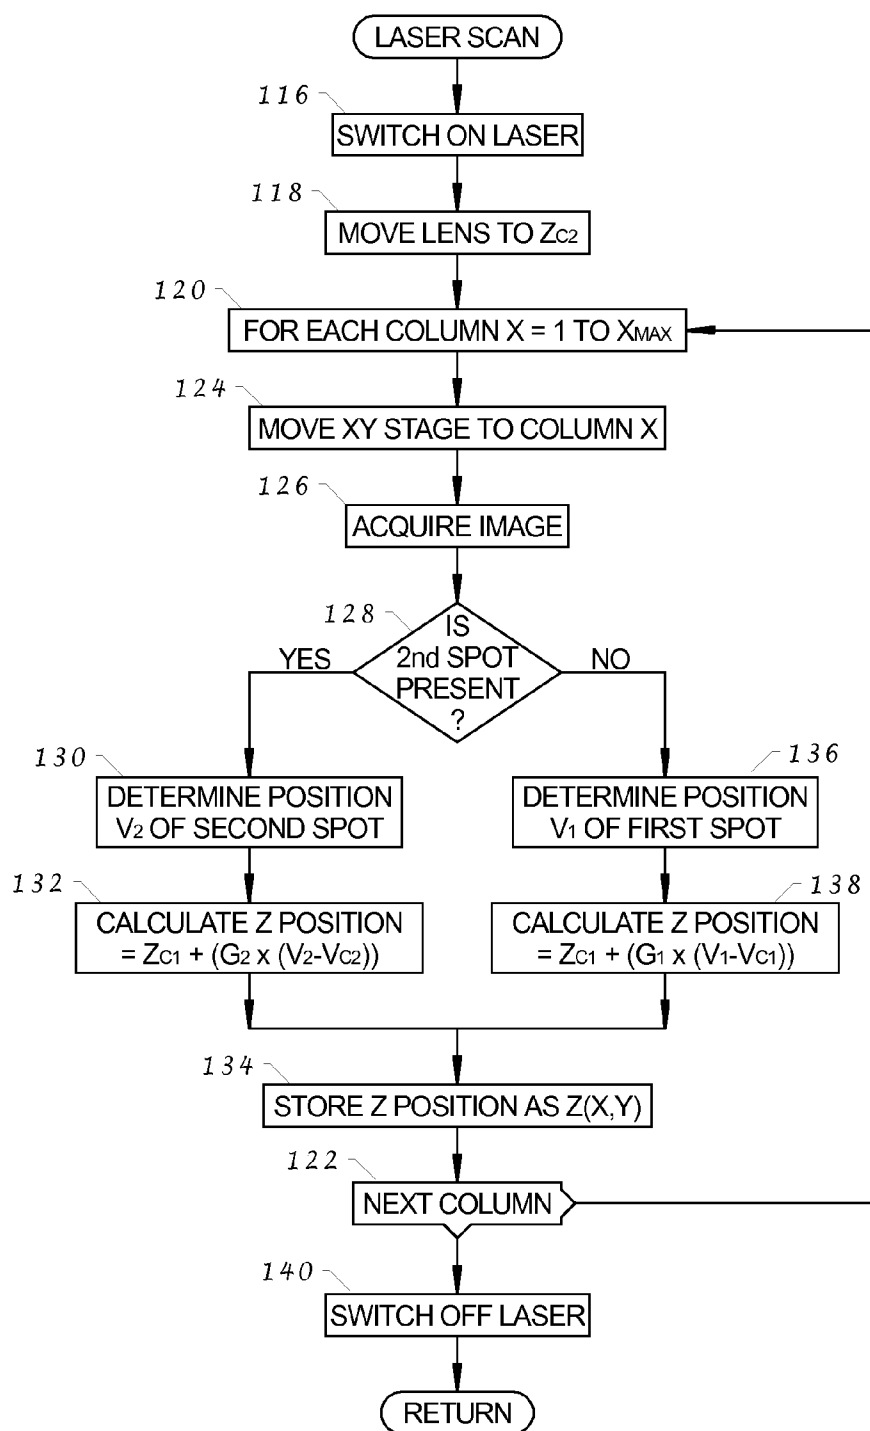 LASER SCAN
116
SWITCH ON LASER
118
MOVE LENS TO ZC2
120
FOR EACH COLUMN X = 1 TO XMAX
124
MOVE XY STAGE TO COLUMN X
126
ACQUIRE IMAGE
128
IS
2nd SPOT
PRESENT
?
YES
NO
130
DETERMINE POSITION
V2 OF SECOND SPOT
136
DETERMINE POSITION
V1 OF FIRST SPOT
132
CALCULATE Z POSITION
= ZC1 + (G2 x (V2-VC2))
138
CALCULATE Z POSITION
= ZC1 + (G1 x (V1-VC1))
134
STORE Z POSITION AS Z(X,Y)
122
NEXT COLUMN
140
SWITCH OFF LASER
RETURN